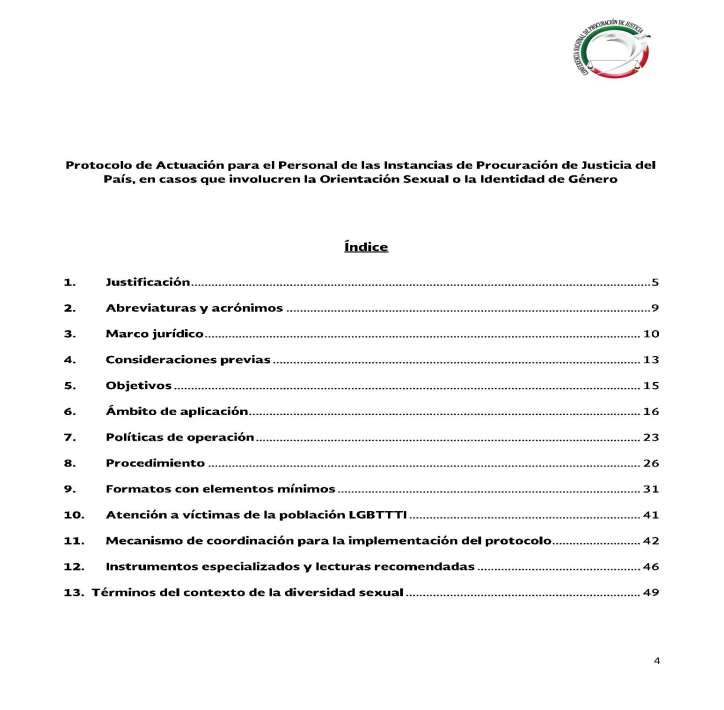 CONFERENCIA NACIONAL DE PROCURACIÓN DE JUSTICIA
Protocolo de Actuación para el Personal de las Instancias de Procuración de Justicia del
País, en casos que involucren la Orientación Sexual o la Identidad de Género
Índice
1. Justificación 5
2. Abreviaturas y acrónimos 9
3. Marco jurídico 10
4. Consideraciones previas 13
5. Objetivos 15
6. Ámbito de aplicación 16
7. Políticas de operación 23
8. Procedimiento 26
9. Formatos con elementos mínimos 31
10. Atención a víctimas de la población LGBTTTI 41
11. Mecanismo de coordinación para la implementación del protocolo 42
12. Instrumentos especializados y lecturas recomendadas 46
13. Términos del contexto de la diversidad sexual 49
4